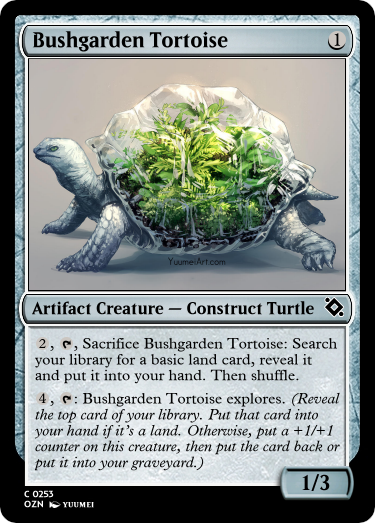 Bushgarden Tortoise 1
YuumeiArt.com
Artifact Creature — Construct Turtle
2, , Sacrifice Bushgarden Tortoise: Search
your library for a basic land card, reveal it
and put it into your hand. Then shuffle.
4, : Bushgarden Tortoise explores. (Reveal
the top card of your library. Put that card into
your hand if it's a land. Otherwise, put a +1/+1
counter on this creature, then put the card back or
put it into your graveyard.)
1/3
C 0253
OZN YUUMEI